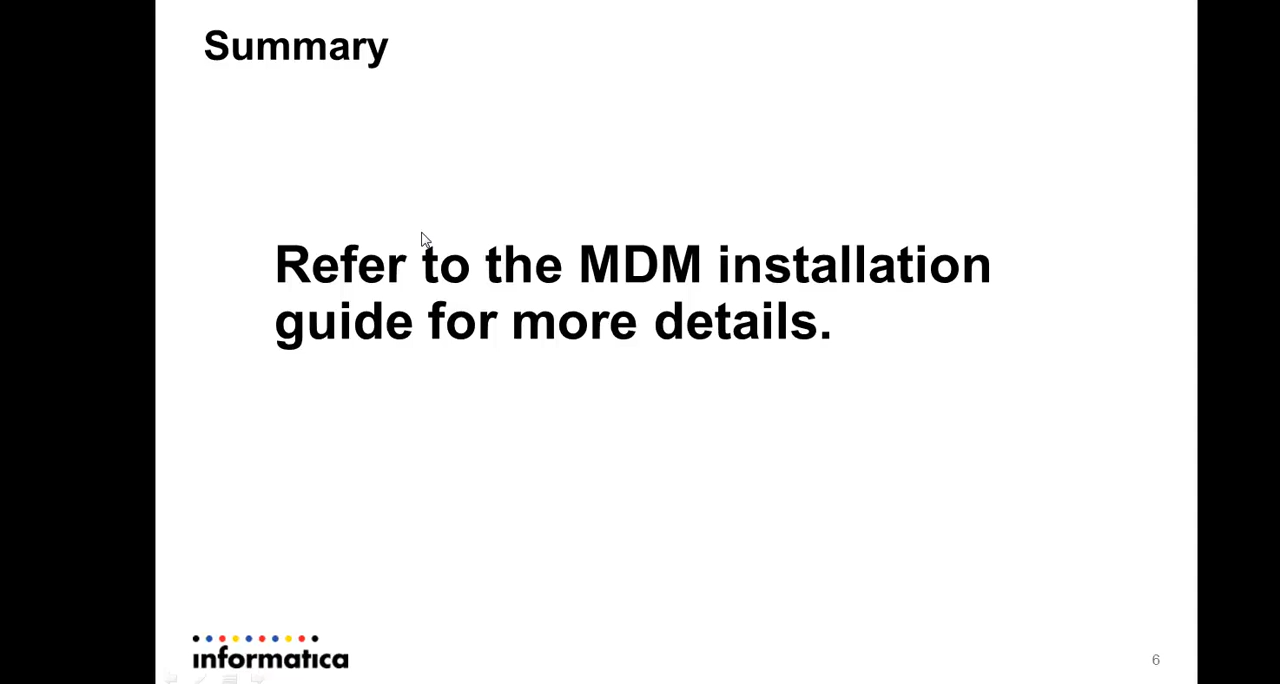 Summary
Refer to the MDM installation
guide for more details.
informatica
6